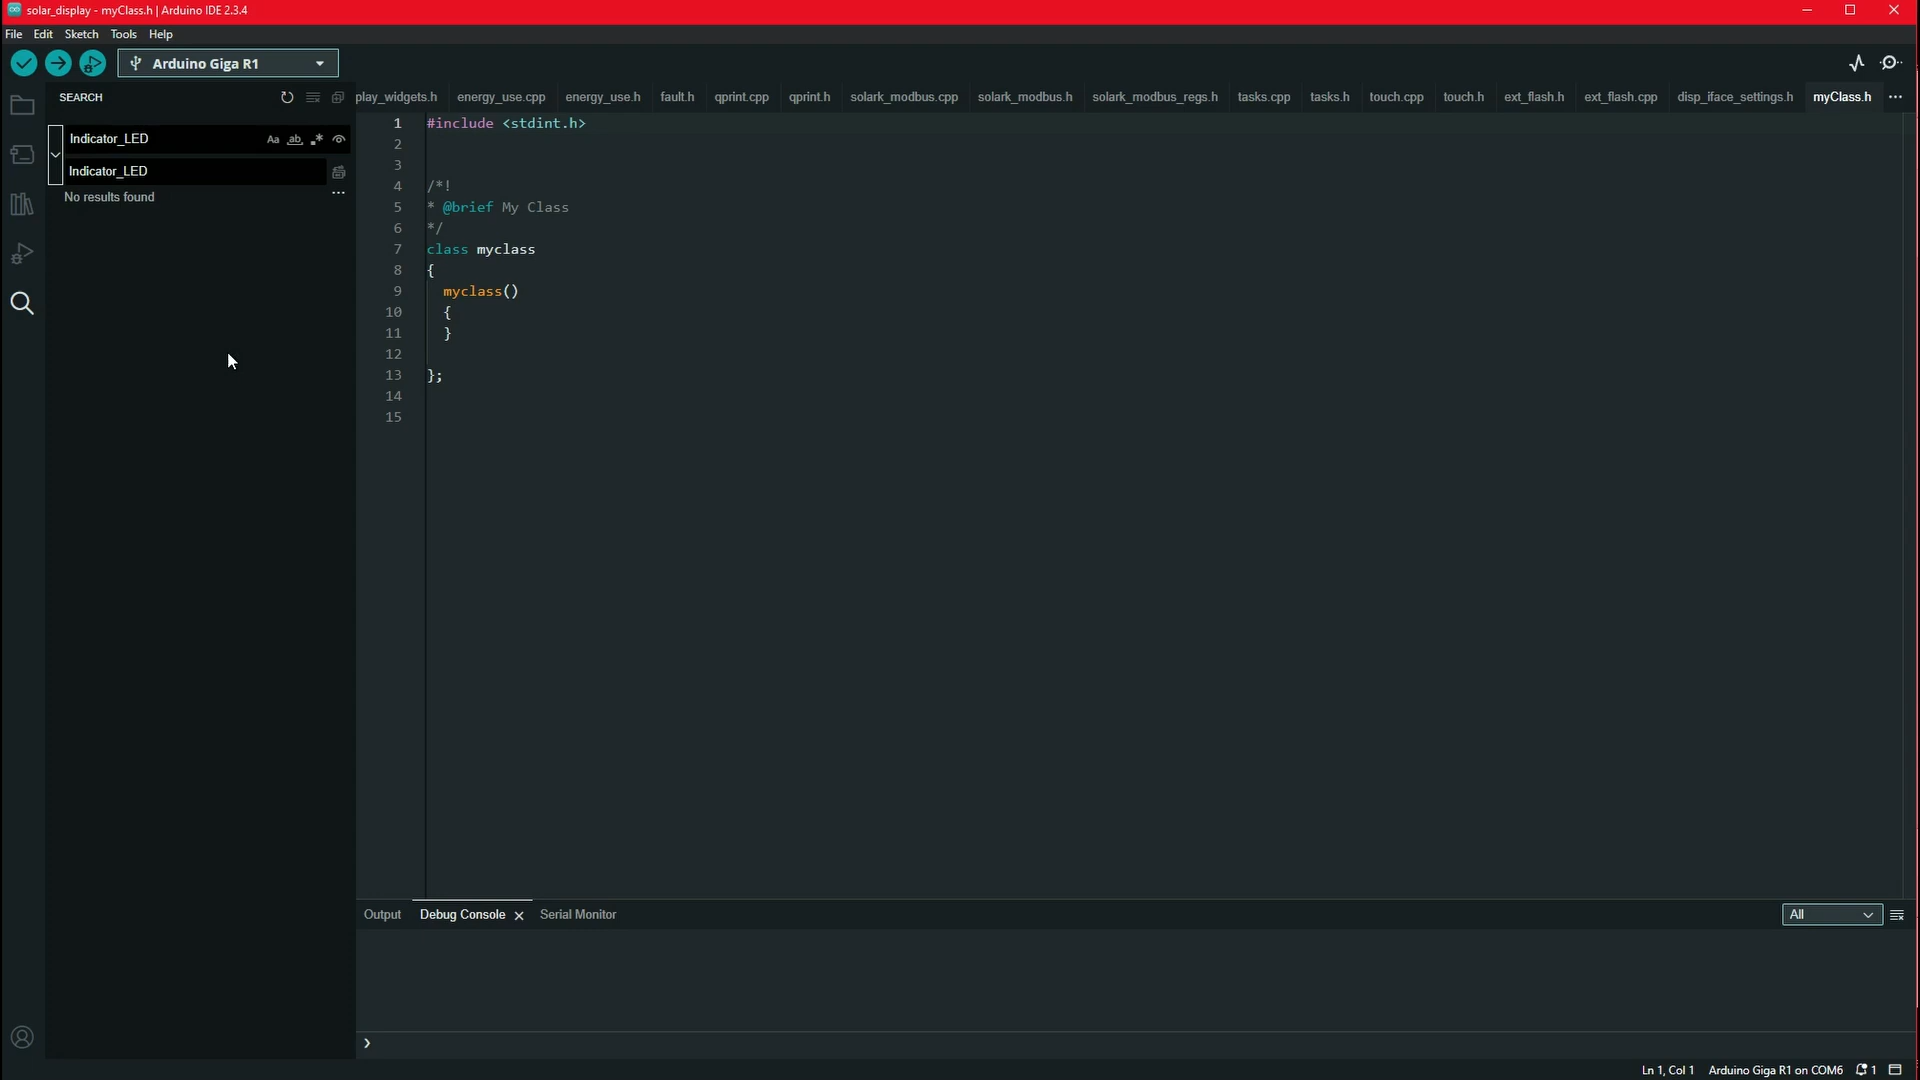 solar_display - myClass.h | Arduino IDE 2.3.4
File Edit Sketch Tools Help
Arduino Giga R1
SEARCH
Indicator_LED
Aa ab
Indicator_LED
No results found
play_widgets.h energy_use.cpp energy_use.h fault.h qprint.cpp qprint.h solark_modbus.cpp solark_modbus.h solark_modbus_regs.h tasks.cpp tasks.h touch.cpp touch.h ext_flash.h ext_flash.cpp disp_iface_settings.h myClass.h
1 #include <stdint.h>
2
3
4 /*!
5 * @brief My Class
6 */
7 class myclass
8 {
9 myclass()
10 {
11 }
12
13 };
14
15
Output Debug Console Serial Monitor
All
Ln 1, Col 1 Arduino Giga R1 on COM6 1